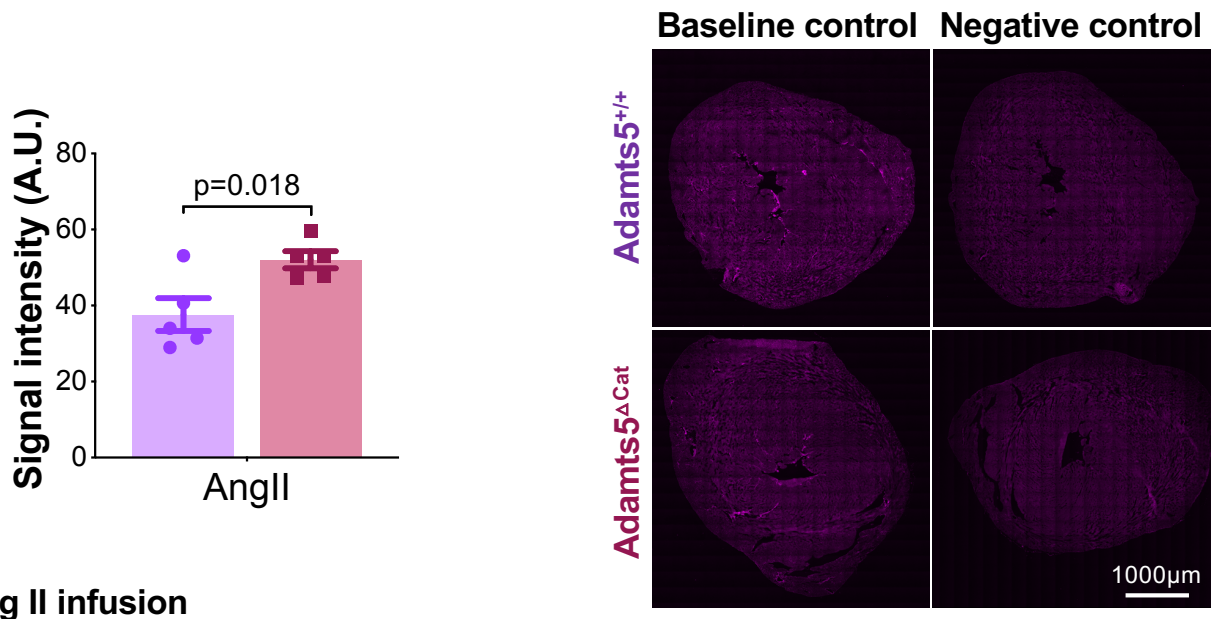 Signal intensity (A.U.)
80
60
40
20
0
p=0.018
AngII
g II infusion
Baseline control
Negative control
Adamts5+/+
Adamts5ΔCat
1000μm